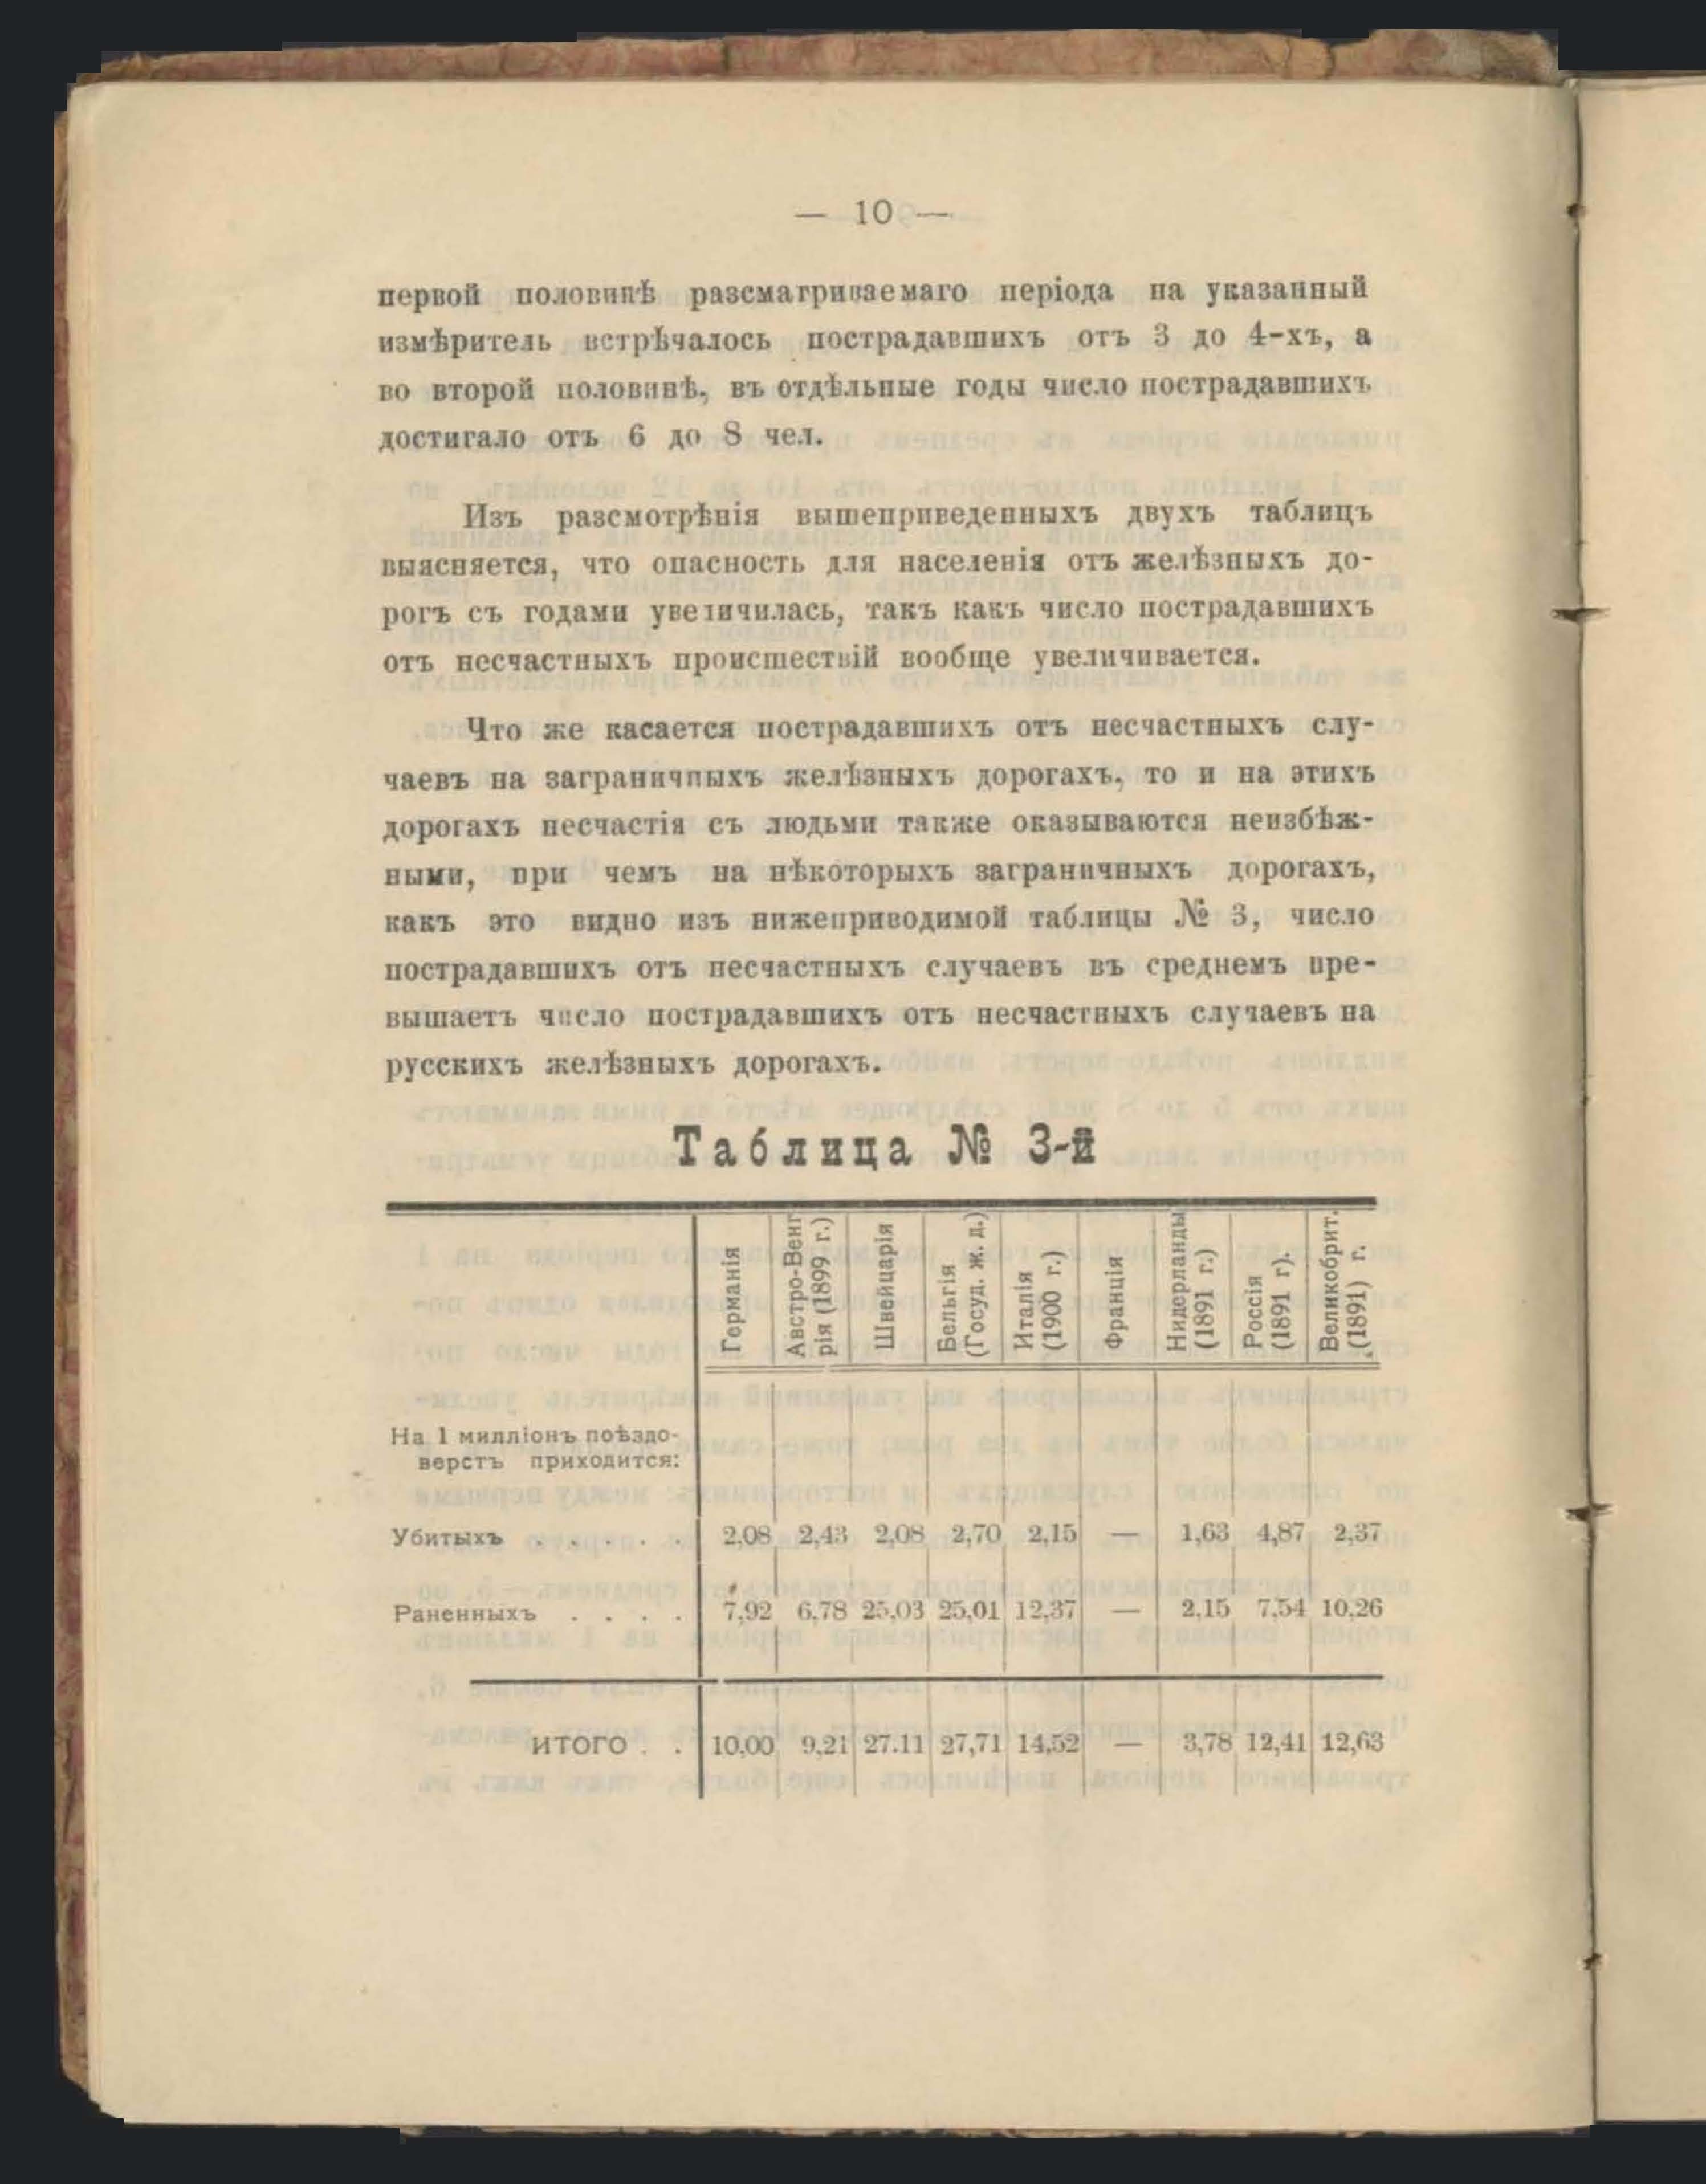 — 10 —
первой половинѣ разсматриваемаго періода на указанный
измѣритель встрѣчалось пострадавшихъ отъ 3 до 4-хъ, а
во второй половинѣ, въ отдѣльные годы число пострадавшихъ
достигало отъ 6 до 8 чел.
Изъ разсмотрѣнія вышеприведенныхъ двухъ таблицъ
выясняется, что опасность для населенія отъ желѣзныхъ до-
рогъ съ годами увеличилась, такъ какъ число пострадавшихъ
отъ несчастныхъ происшествій вообще увеличивается.
Что же касается пострадавшихъ отъ несчастныхъ слу-
чаевъ на заграничныхъ желѣзныхъ дорогахъ, то и на этихъ
дорогахъ несчастія съ людьми также оказываются неизбѣж-
ными, при чемъ на нѣкоторыхъ заграничныхъ дорогахъ,
какъ это видно изъ нижеприводимой таблицы № 3, число
пострадавшихъ отъ несчастныхъ случаевъ въ среднемъ пре-
вышаетъ число пострадавшихъ отъ несчастныхъ случаевъ на
русскихъ желѣзныхъ дорогахъ.
Таблица № 3-й
Германія
Австро-Венг
рія (1899 г.)
Швейцарія
Бельгія
(Госуд. ж. д.)
Италія
(1900 г.)
Франція
Нидерланды
(1891 г.)
Россія
(1891 г).
Великобрит.
(1891) г.
На 1 милліонъ поѣздо-
верстъ приходится:
Убитыхъ . . . . . 2,08 2,43 2,08 2,70 2,15 — 1,63 4,87 2,37
Раненныхъ . . . . 7,92 6,78 25,03 25,01 12,37 — 2,15 7,54 10,26
ИТОГО . . 10,00 9,21 27.11 27,71 14,52 — 3,78 12,41 12,63